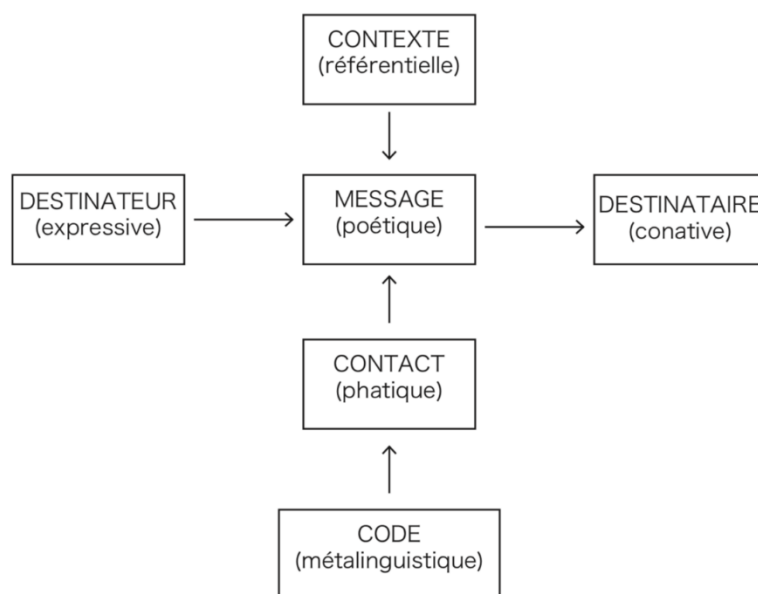 CONTEXTE
(référentielle)
DESTINATEUR
(expressive)
MESSAGE
(poétique)
DESTINATAIRE
(conative)
CONTACT
(phatique)
CODE
(métalinguistique)